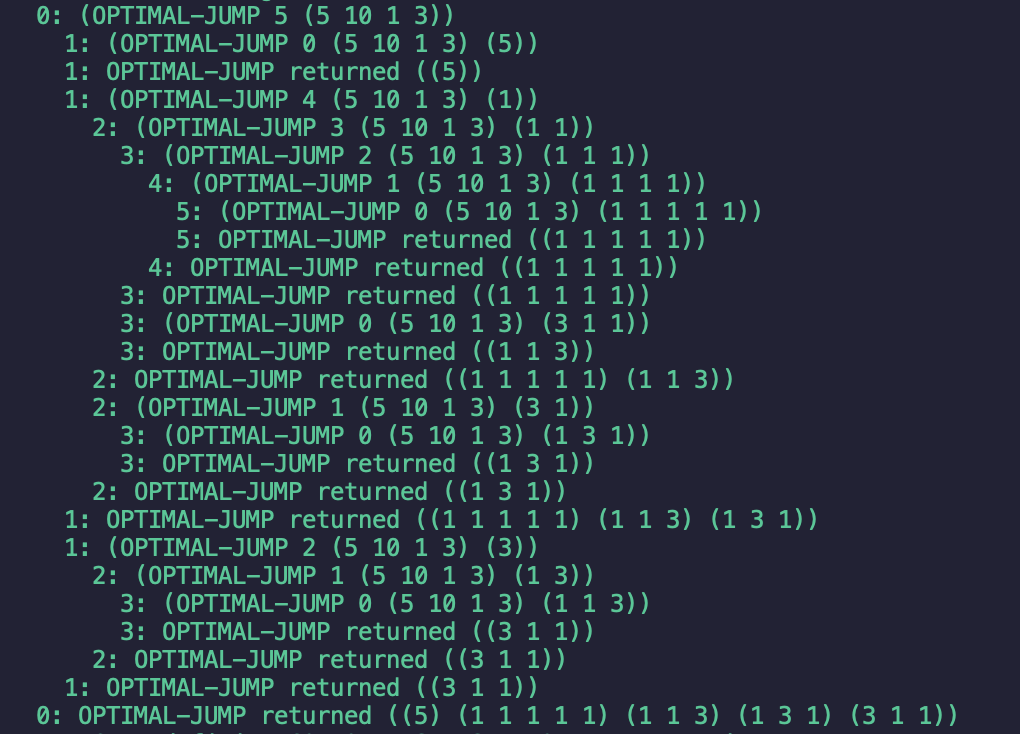 0: (OPTIMAL-JUMP 5 (5 10 1 3))
1: (OPTIMAL-JUMP 0 (5 10 1 3) (5))
1: OPTIMAL-JUMP returned ((5))
1: (OPTIMAL-JUMP 4 (5 10 1 3) (1))
2: (OPTIMAL-JUMP 3 (5 10 1 3) (1 1))
3: (OPTIMAL-JUMP 2 (5 10 1 3) (1 1 1))
4: (OPTIMAL-JUMP 1 (5 10 1 3) (1 1 1 1))
5: (OPTIMAL-JUMP 0 (5 10 1 3) (1 1 1 1 1))
5: OPTIMAL-JUMP returned ((1 1 1 1 1))
4: OPTIMAL-JUMP returned ((1 1 1 1 1))
3: OPTIMAL-JUMP returned ((1 1 1 1 1))
3: (OPTIMAL-JUMP 0 (5 10 1 3) (3 1 1))
3: OPTIMAL-JUMP returned ((1 1 3))
2: OPTIMAL-JUMP returned ((1 1 1 1 1) (1 1 3))
2: (OPTIMAL-JUMP 1 (5 10 1 3) (3 1))
3: (OPTIMAL-JUMP 0 (5 10 1 3) (1 3 1))
3: OPTIMAL-JUMP returned ((1 3 1))
2: OPTIMAL-JUMP returned ((1 3 1))
1: OPTIMAL-JUMP returned ((1 1 1 1 1) (1 1 3) (1 3 1))
1: (OPTIMAL-JUMP 2 (5 10 1 3) (3))
2: (OPTIMAL-JUMP 1 (5 10 1 3) (1 3))
3: (OPTIMAL-JUMP 0 (5 10 1 3) (1 1 3))
3: OPTIMAL-JUMP returned ((3 1 1))
2: OPTIMAL-JUMP returned ((3 1 1))
1: OPTIMAL-JUMP returned ((3 1 1))
0: OPTIMAL-JUMP returned ((5) (1 1 1 1 1) (1 1 3) (1 3 1) (3 1 1))